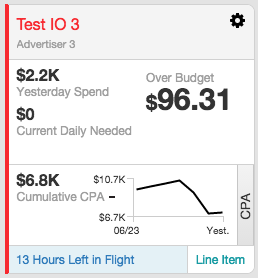 Test IO 3
Advertiser 3
$2.2K
Yesterday Spend
$0
Current Daily Needed
Over Budget
$96.31
$6.8K
Cumulative CPA -
$10.7K
$6.7K
06/23
Yest.
CPA
13 Hours Left in Flight
Line Item